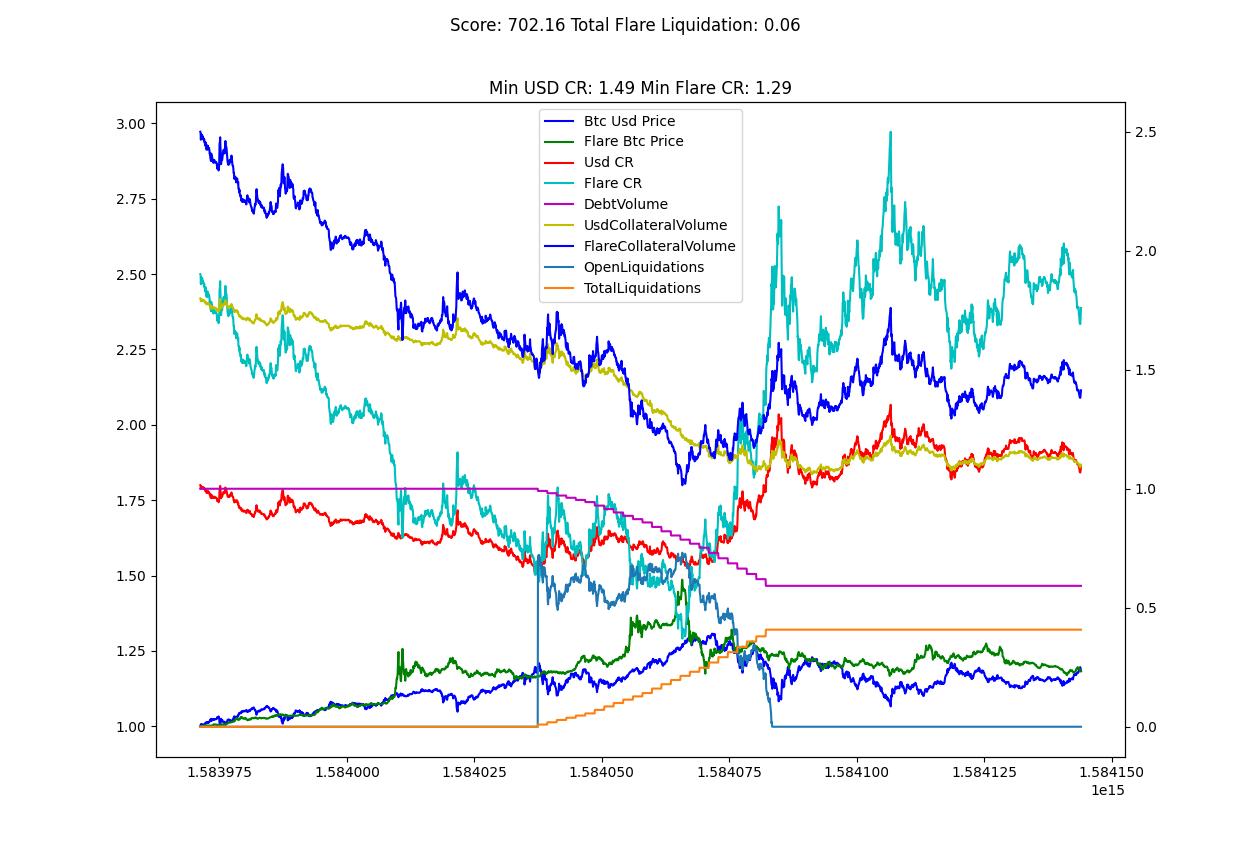 Score: 702.16 Total Flare Liquidation: 0.06
Min USD CR: 1.49 Min Flare CR: 1.29
Btc Usd Price
Flare Btc Price
Usd CR
Flare CR
DebtVolume
UsdCollateralVolume
FlareCollateralVolume
OpenLiquidations
TotalLiquidations
3.00
2.75
2.50
2.25
2.00
1.75
1.50
1.25
1.00
2.5
2.0
1.5
1.0
0.5
0.0
1.583975
1.584000
1.584025
1.584050
1.584075
1.584100
1.584125
1.584150
1e15